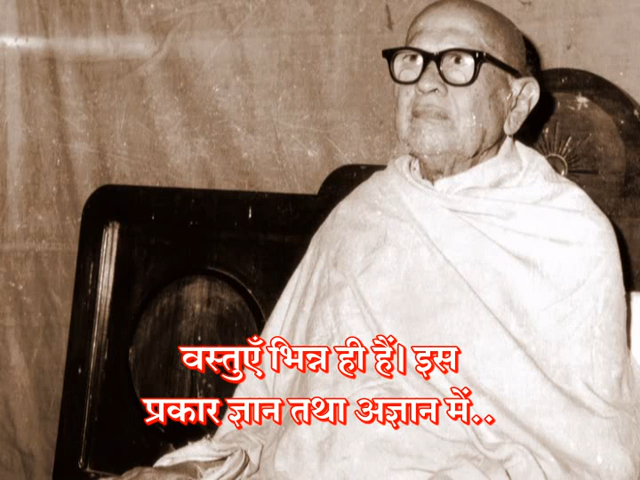 वस्तुएँ भिन्न ही हैं। इस
प्रकार ज्ञान तथा अज्ञान में..